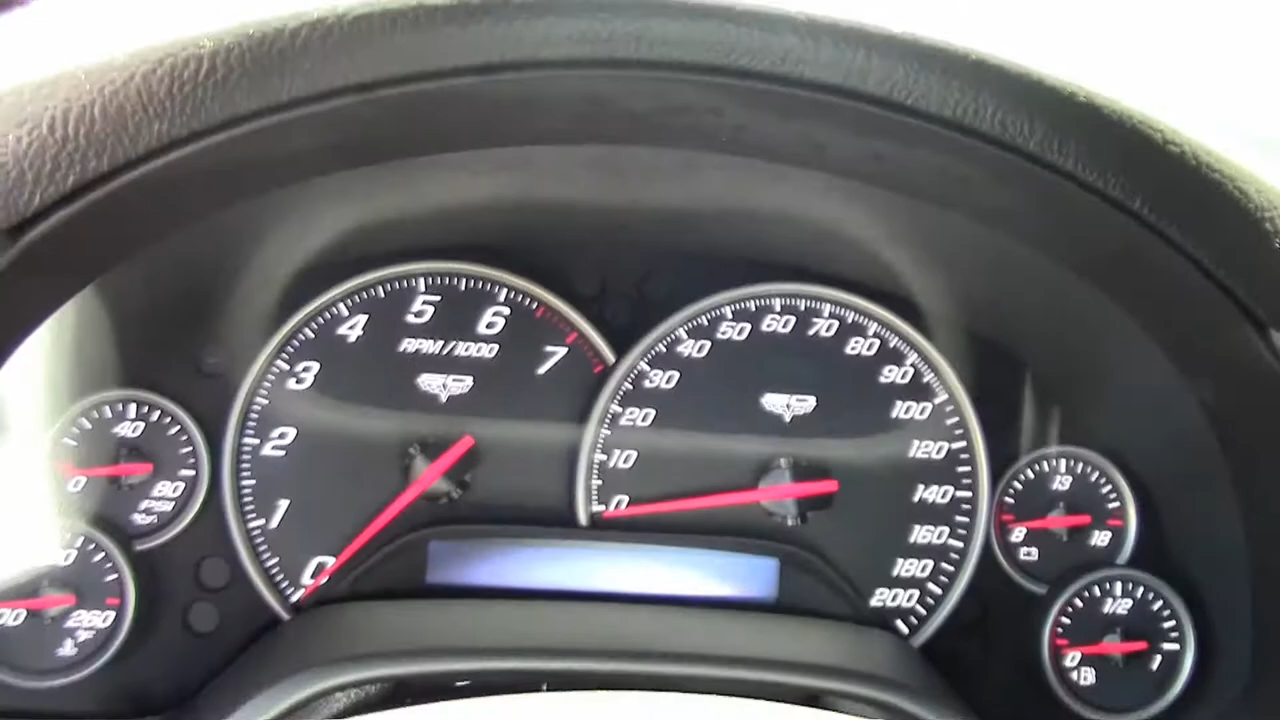 0 1 2 3 4 5 6 7
RPM/1000
60
0 10 20 30 40 50 60 70 80 90 100 120 140 160 180 200
60
0 40 80
PSI
260
°F
8 13 18
0 1/2 1